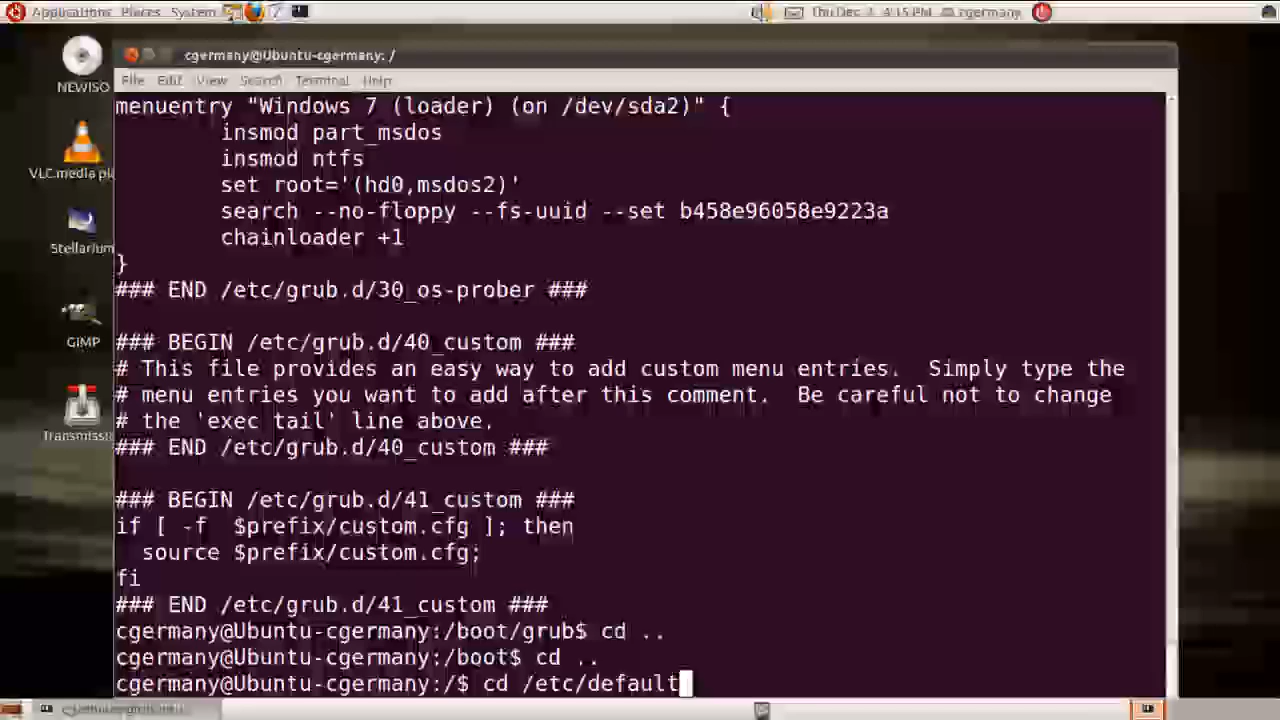 Applications Places System Thu Dec 4:15 PM cgermany
cgermany@Ubuntu-cgermany: /
File Edit View Search Terminal Help
NEWISO
VLC media pl
Stellarium
GIMP
Transmissi
menuentry "Windows 7 (loader) (on /dev/sda2)" {
insmod part_msdos
insmod ntfs
set root='(hd0,msdos2)'
search --no-floppy --fs-uuid --set b458e96058e9223a
chainloader +1
}
### END /etc/grub.d/30_os-prober ###
### BEGIN /etc/grub.d/40_custom ###
# This file provides an easy way to add custom menu entries.  Simply type the
# menu entries you want to add after this comment.  Be careful not to change
# the 'exec tail' line above.
### END /etc/grub.d/40_custom ###
### BEGIN /etc/grub.d/41_custom ###
if [ -f  $prefix/custom.cfg ]; then
source $prefix/custom.cfg;
fi
### END /etc/grub.d/41_custom ###
cgermany@Ubuntu-cgermany:/boot/grub$ cd ..
cgermany@Ubuntu-cgermany:/boot$ cd ..
cgermany@Ubuntu-cgermany:/$ cd /etc/default